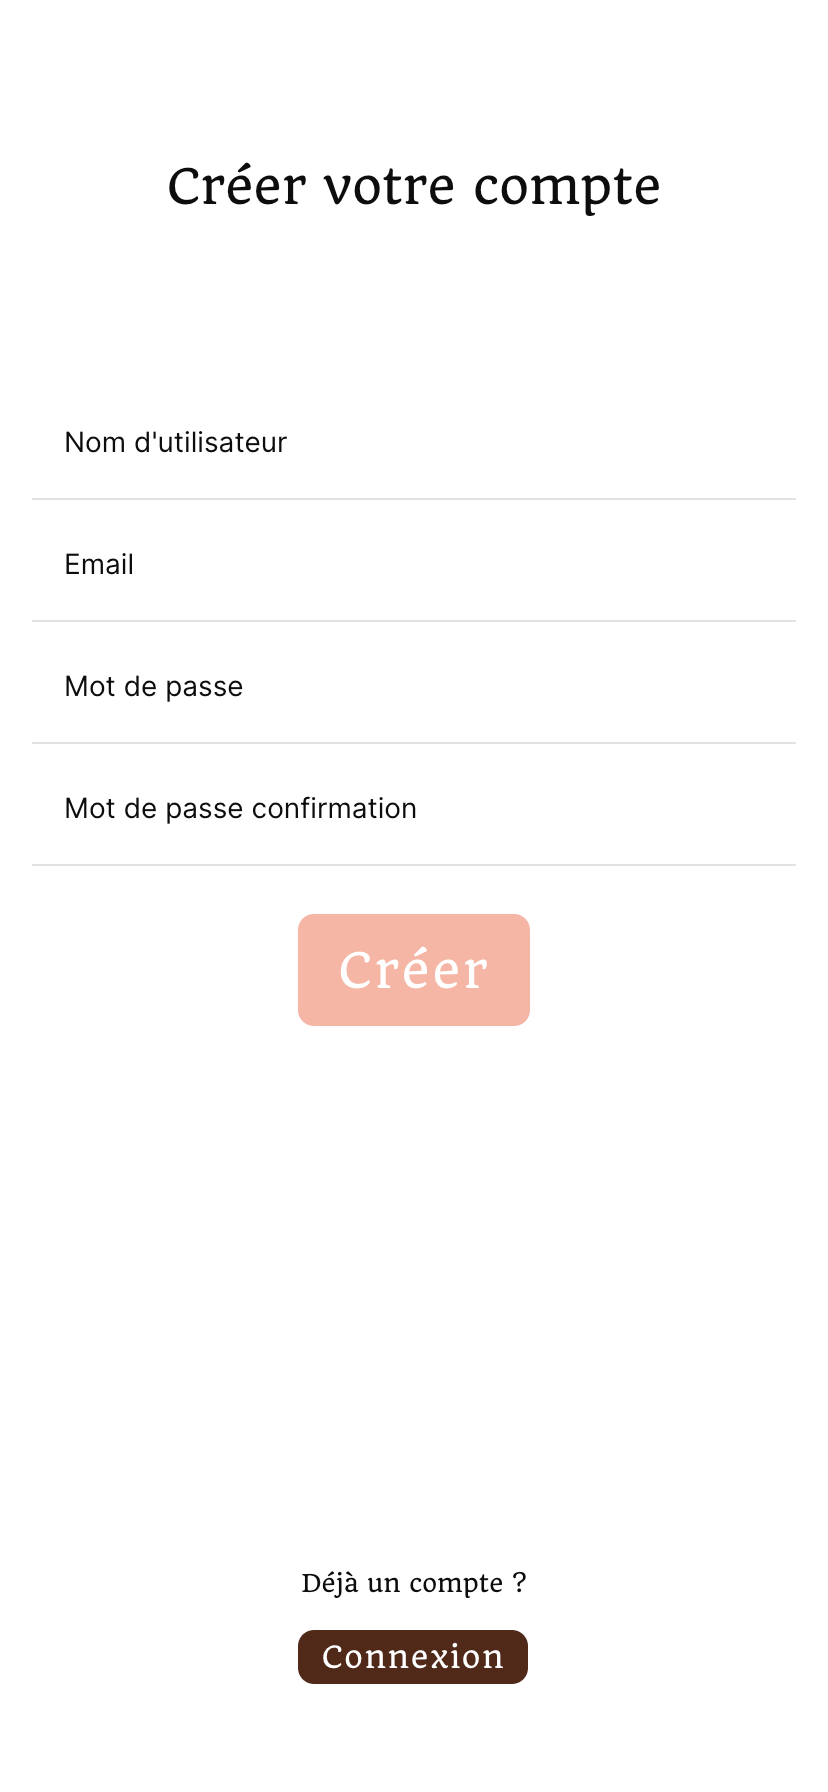 Créer votre compte
Nom d'utilisateur
Email
Mot de passe
Mot de passe confirmation
Créer
Déjà un compte ?
Connexion